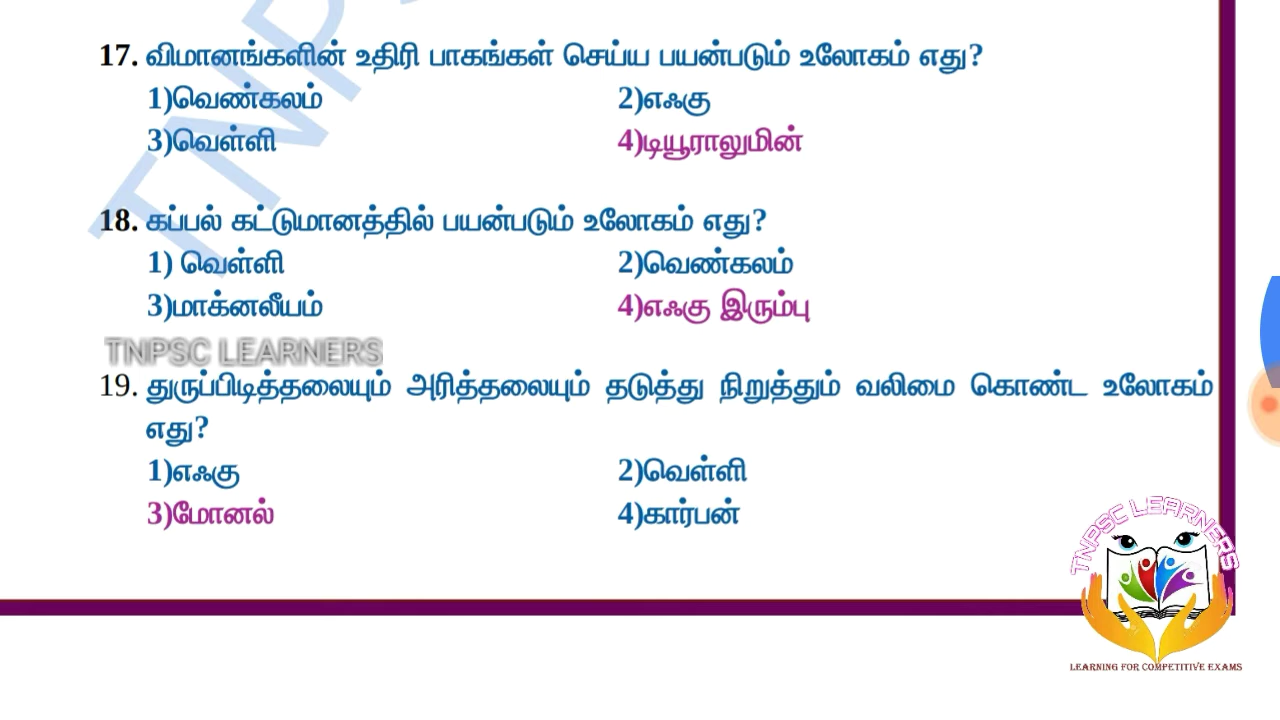 TNPS
17. விமானங்களின் உதிரி பாகங்கள் செய்ய பயன்படும் உலோகம் எது?
1)வெண்கலம் 2)எஃகு
3)வெள்ளி 4)டியூராலுமின்
18. கப்பல் கட்டுமானத்தில் பயன்படும் உலோகம் எது?
1) வெள்ளி 2)வெண்கலம்
3)மாக்னலீயம் 4)எஃகு இரும்பு
TNPSC LEARNERS
19. துருப்பிடித்தலையும் அரித்தலையும் தடுத்து நிறுத்தும் வலிமை கொண்ட உலோகம்
எது?
1)எஃகு 2)வெள்ளி
3)மோனல் 4)கார்பன்
TNPSC LEARNERS
LEARNING FOR COMPETITIVE EXAMS